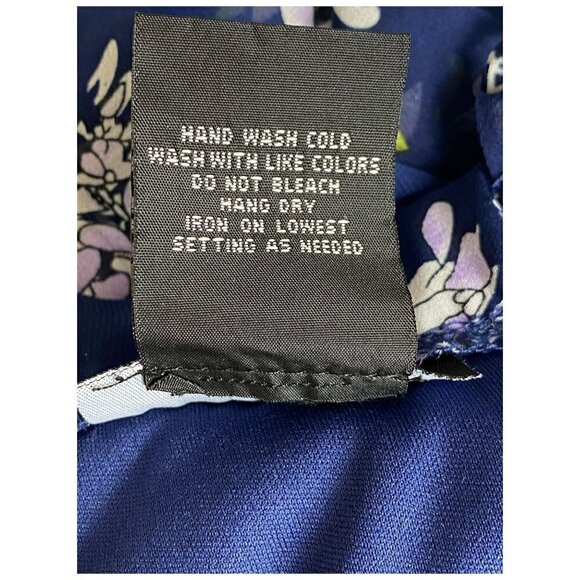 HAND WASH COLD
WASH WITH LIKE COLORS
DO NOT BLEACH
HANG DRY
IRON ON LOWEST
SETTING AS NEEDED